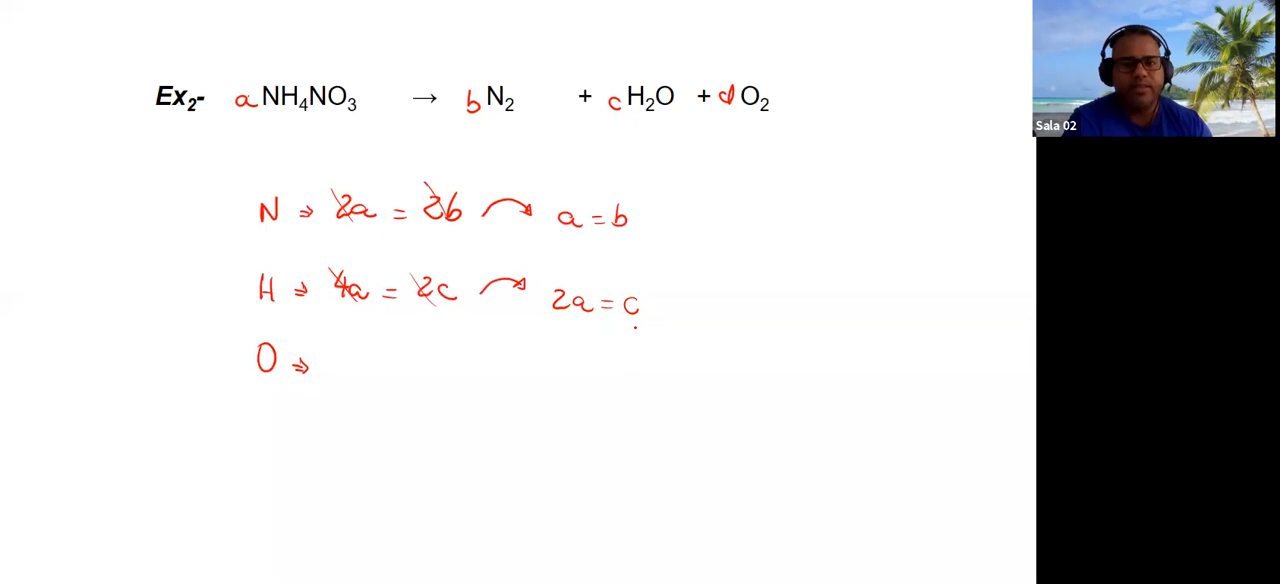 Ex₂- a NH₄NO₃ → b N₂ + c H₂O + d O₂
Sala 02
N ⇒ 2a = 2b a = b
H ⇒ 4a = 2c 2a = c
O ⇒